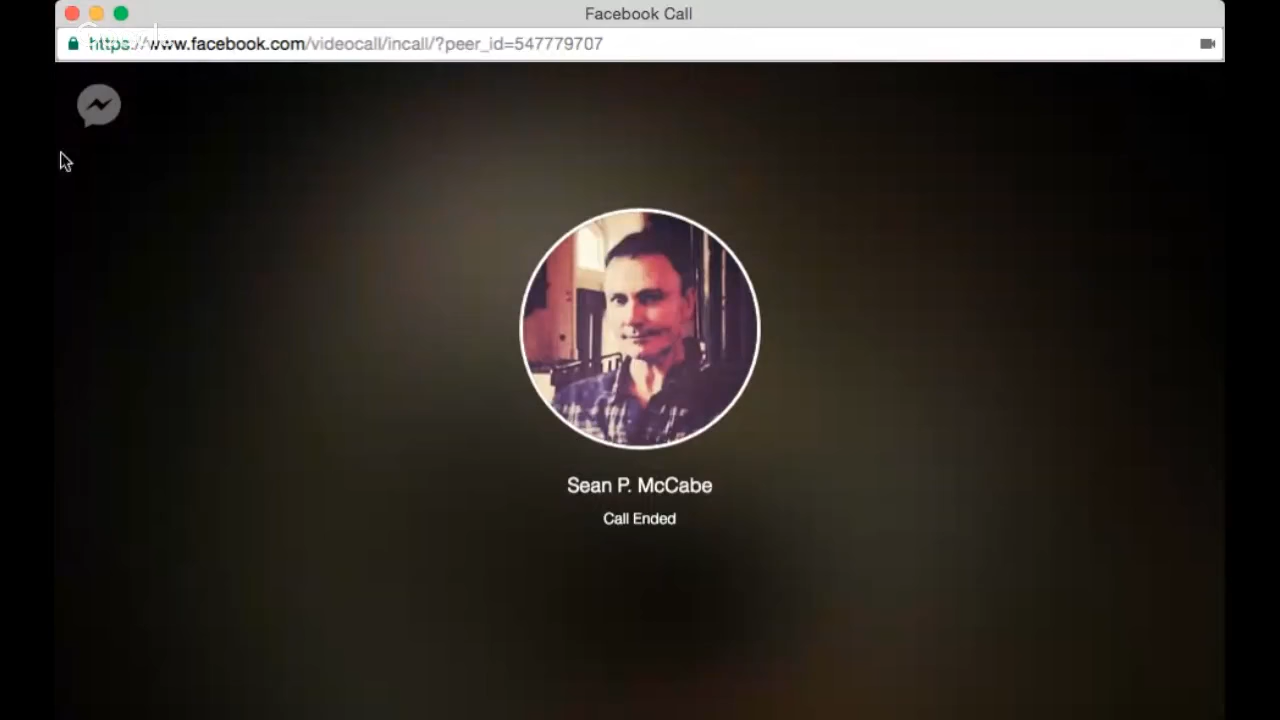 Facebook Call
https://www.facebook.com/videocall/incall/?peer_id=547779707
Sean P. McCabe
Call Ended